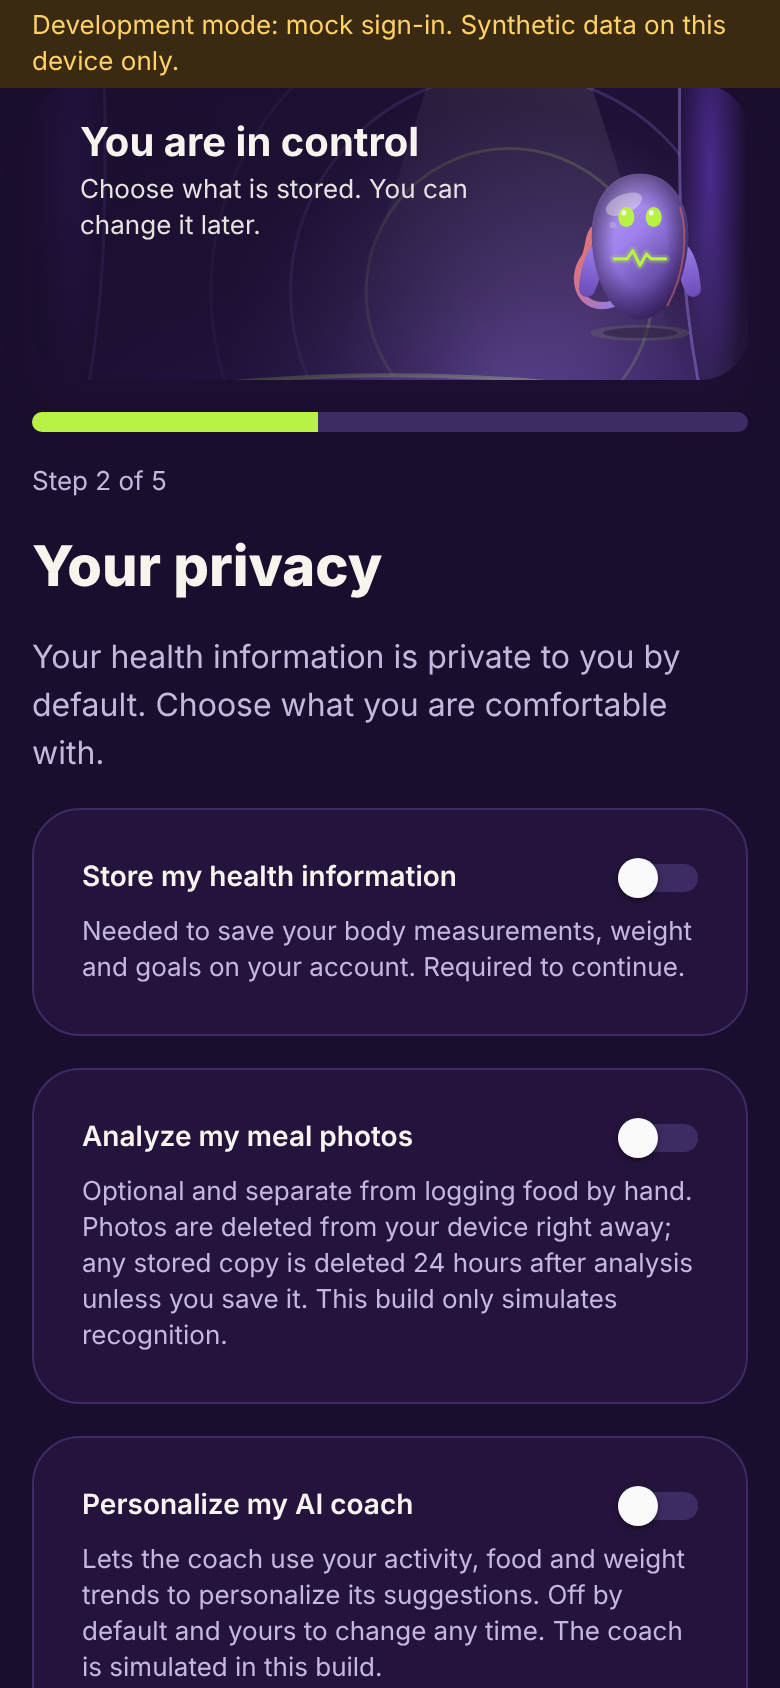 Development mode: mock sign-in. Synthetic data on this
device only.
You are in control
Choose what is stored. You can
change it later.
Step 2 of 5
Your privacy
Your health information is private to you by
default. Choose what you are comfortable
with.
Store my health information
Needed to save your body measurements, weight
and goals on your account. Required to continue.
Analyze my meal photos
Optional and separate from logging food by hand.
Photos are deleted from your device right away;
any stored copy is deleted 24 hours after analysis
unless you save it. This build only simulates
recognition.
Personalize my AI coach
Lets the coach use your activity, food and weight
trends to personalize its suggestions. Off by
default and yours to change any time. The coach
is simulated in this build.